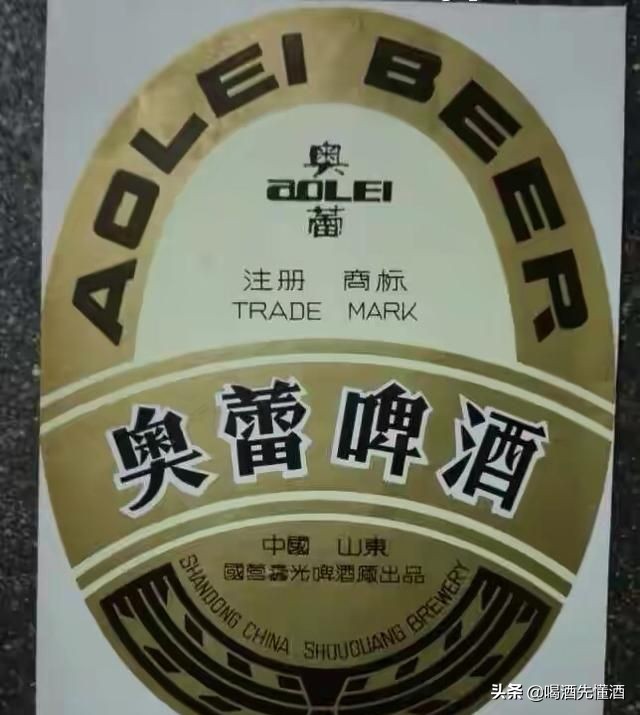 AOLEI BEER
奥
aOLEI
蕾
注册 商标
TRADE MARK
奥蕾啤酒
中國 山東
國营壽光啤酒廠出品
SHANDONG CHINA SHOUGUANG BREWERY
头条 @喝酒先懂酒